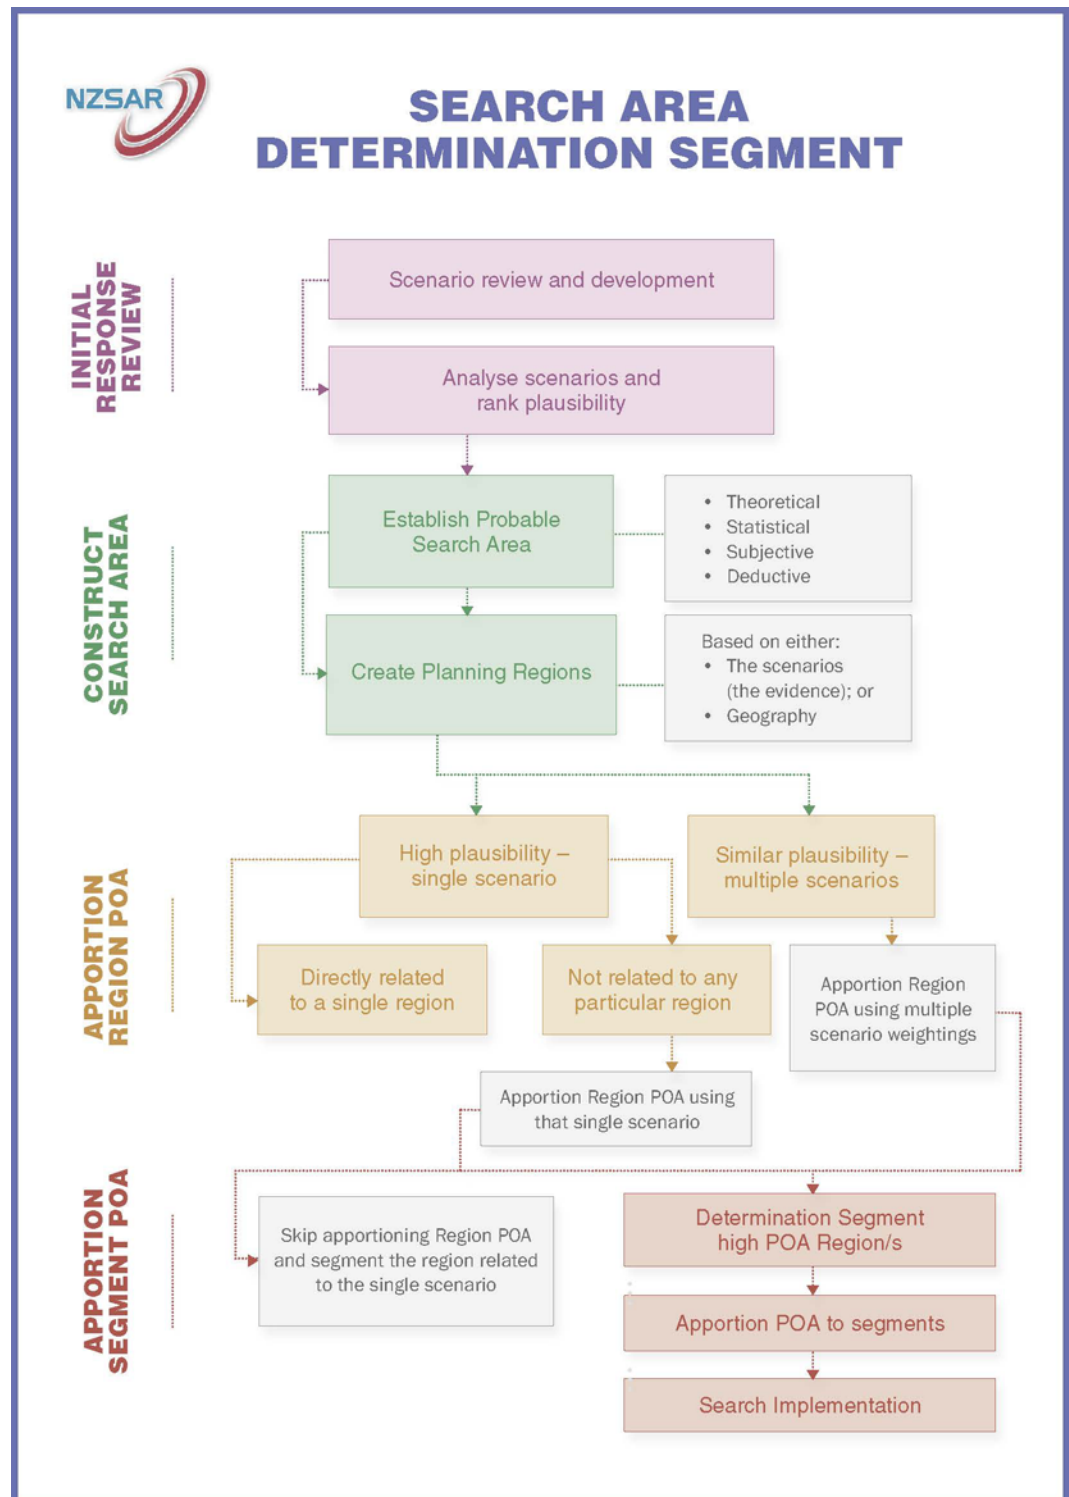 NZSAR
SEARCH AREA
DETERMINATION SEGMENT
INITIAL
RESPONSE
REVIEW
Scenario review and development
Analyse scenarios and
rank plausibility
CONSTRUCT
SEARCH AREA
Establish Probable
Search Area
• Theoretical
• Statistical
• Subjective
• Deductive
Create Planning Regions
Based on either:
• The scenarios
(the evidence); or
• Geography
APPORTION
REGION POA
High plausibility –
single scenario
Similar plausibility –
multiple scenarios
Directly related
to a single region
Not related to any
particular region
Apportion Region
POA using multiple
scenario weightings
Apportion Region POA using
that single scenario
APPORTION
SEGMENT POA
Skip apportioning Region POA
and segment the region related
to the single scenario
Determination Segment
high POA Region/s
Apportion POA to segments
Search Implementation